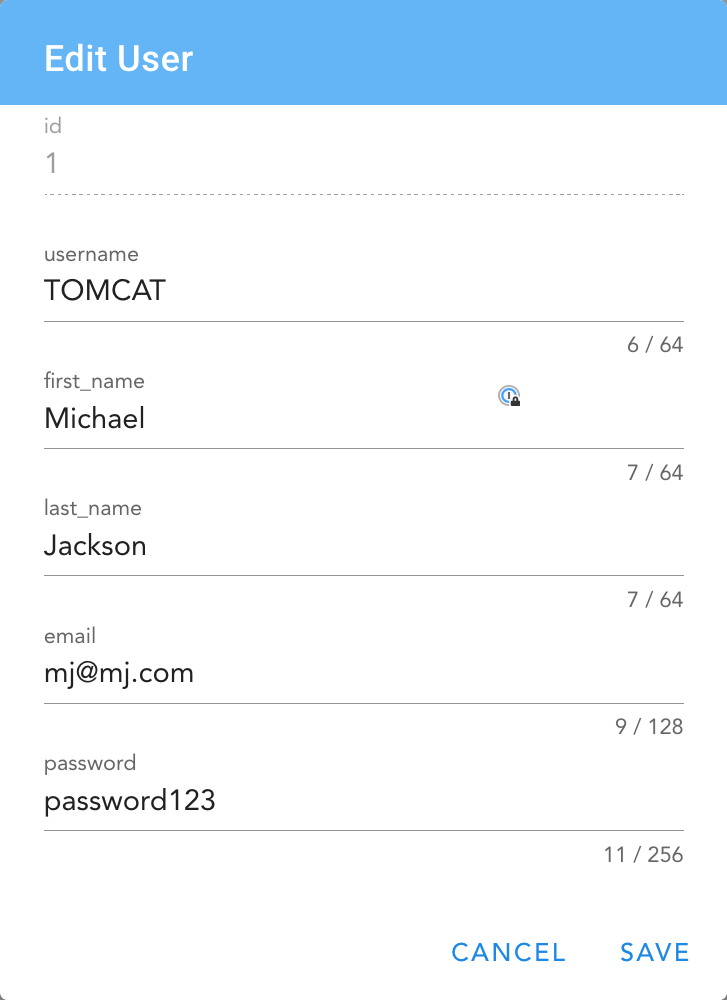 Edit User
id
1
username
TOMCAT
6 / 64
first_name
Michael
7 / 64
last_name
Jackson
7 / 64
email
mj@mj.com
9 / 128
password
password123
11 / 256
CANCEL SAVE